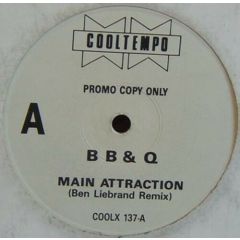 COOLTEMPO
PROMO COPY ONLY
A
B B & Q
MAIN ATTRACTION
(Ben Liebrand Remix)
COOLX 137-A